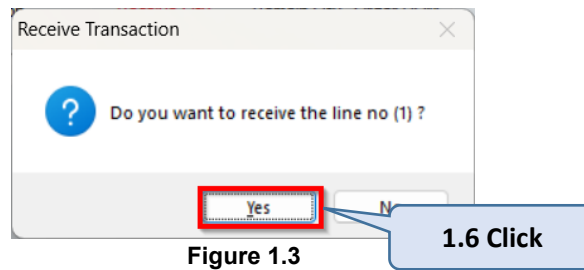 Receive Transaction
Do you want to receive the line no (1) ?
Yes
1.6 Click
Figure 1.3